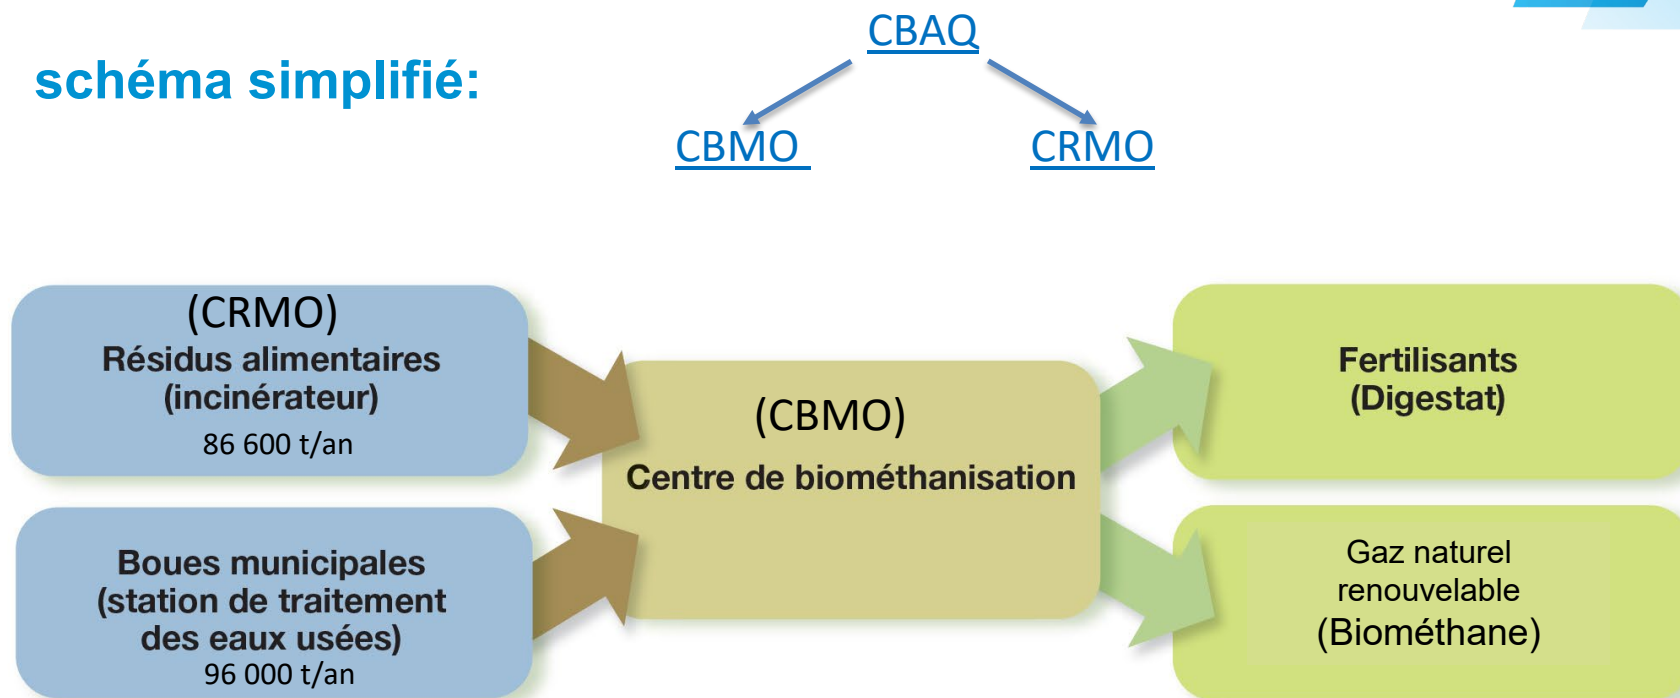 schéma simplifié:
CBAQ
CBMO
CRMO
(CRMO)
Résidus alimentaires
(incinérateur)
86 600 t/an
Boues municipales
(station de traitement
des eaux usées)
96 000 t/an
(CBMO)
Centre de biométhanisation
Fertilisants
(Digestat)
Gaz naturel
renouvelable
(Biométhane)